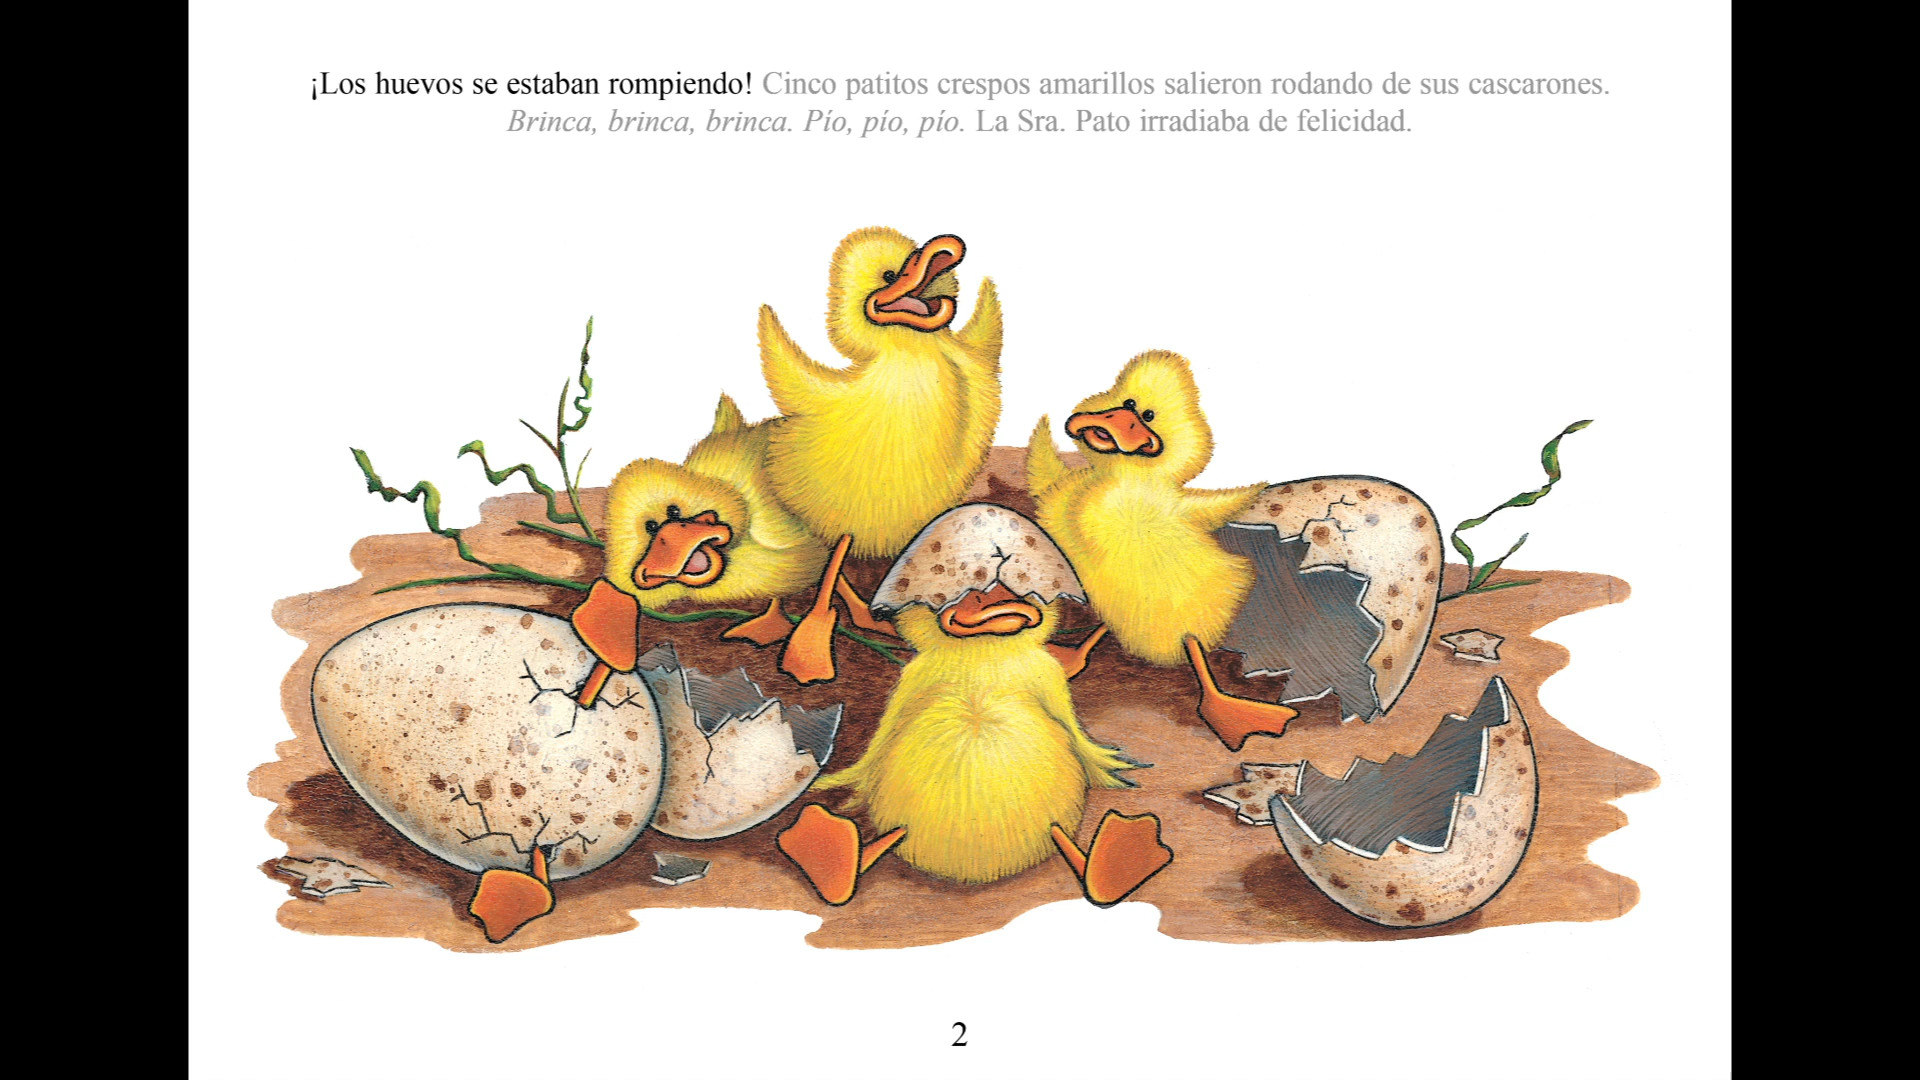 ¡Los huevos se estaban rompiendo! Cinco patitos crespos amarillos salieron rodando de sus cascarones.
Brinca, brinca, brinca. Pío, pío, pío. La Sra. Pato irradiaba de felicidad.
2